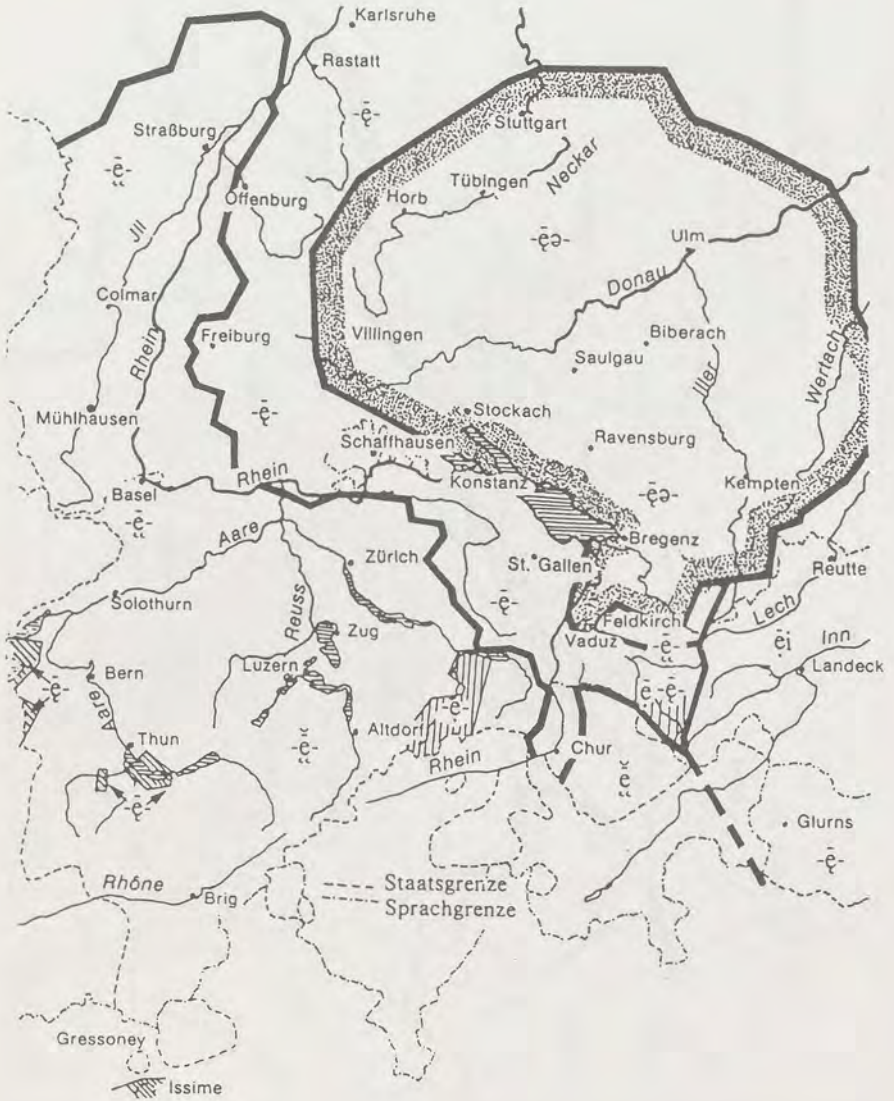 Karlsruhe
Rastatt
-ę̄-
Stuttgart
Straßburg
Neckar
Tübingen
Horb
Offenburg
Jll
Ulm
-ę̄ə-
Donau
Colmar
Rhein
Freiburg
Villingen
Biberach
Saulgau
Iller
Wertach
Mühlhausen
-ę̄-
Stockach
Schaffhausen
Ravensburg
Konstanz
Rhein
Basel
-ę̄ə-
Kempten
Aare
Bregenz
Zürich
St. Gallen
Reutte
Solothurn
Reuss
-ę̄-
Feldkirch
Lech
Zug
Vaduz
Inn
Luzern
Landeck
Bern
-ę̄-
Aare
Altdorf
-ę̄-
Thun
Rhein
Chur
-ę̄-
Glurns
-ę̄-
Rhône
Brig
Staatsgrenze
Sprachgrenze
Gressoney
Issime